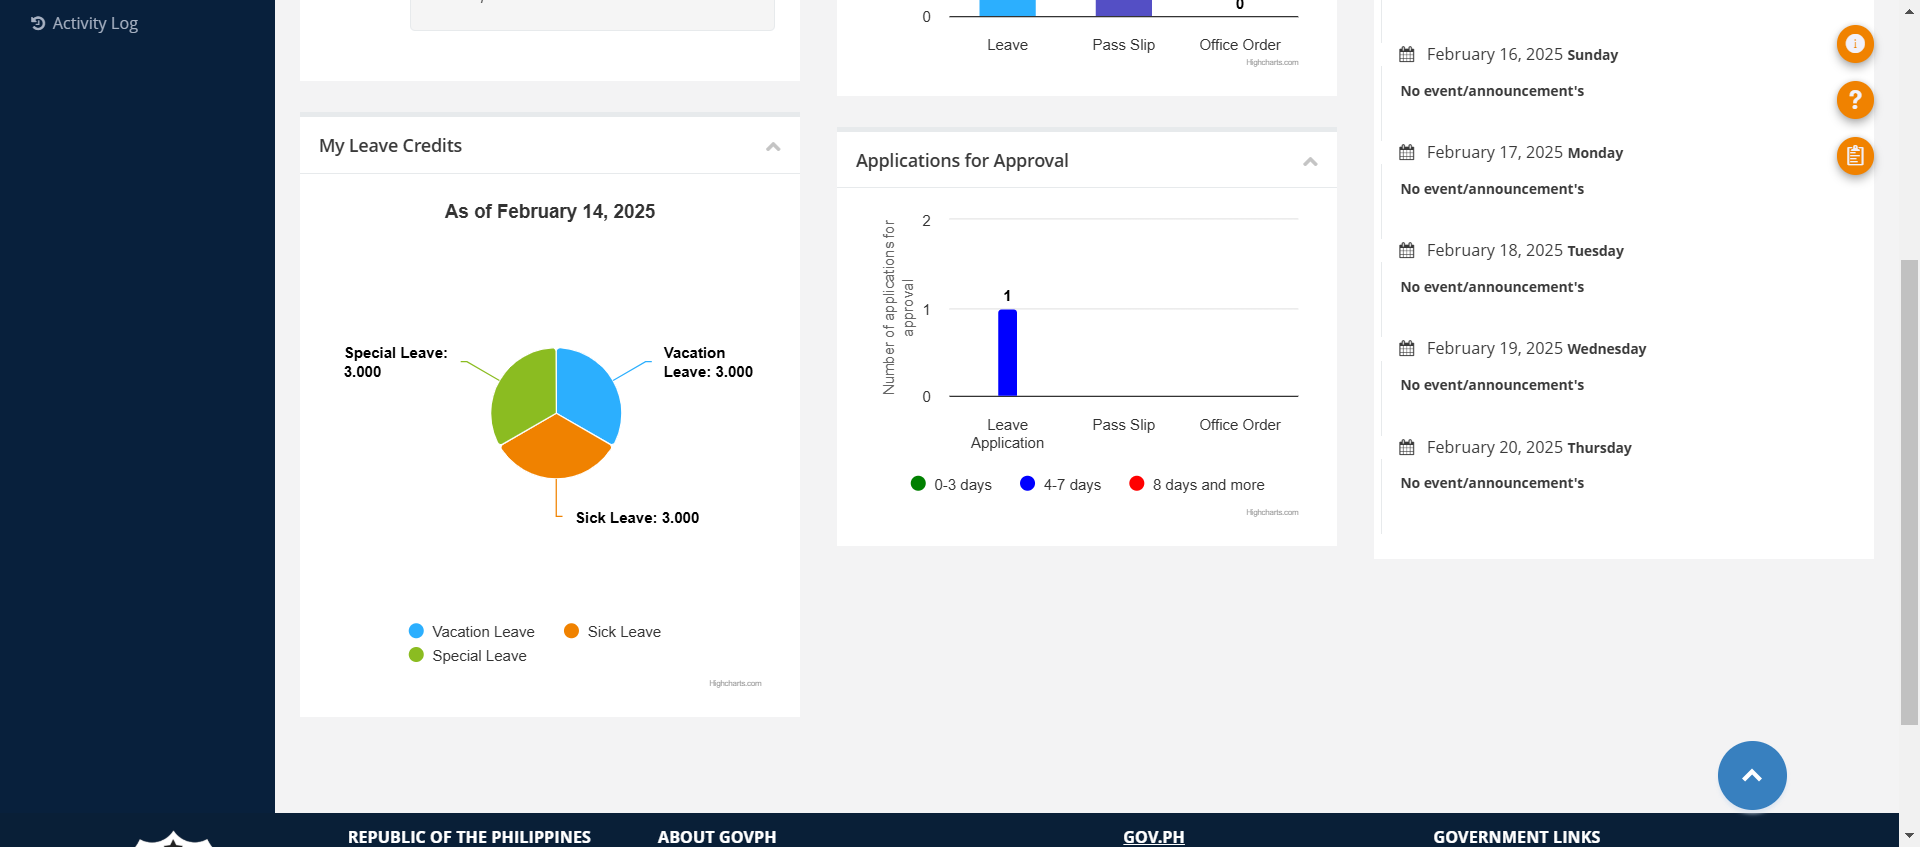 Activity Log
0
0
Leave
Pass Slip
Office Order
Highcharts.com
My Leave Credits
As of February 14, 2025
Special Leave:
3.000
Vacation
Leave: 3.000
Sick Leave: 3.000
Vacation Leave
Sick Leave
Special Leave
Highcharts.com
Applications for Approval
Number of applications for
approval
2
1
0
1
Leave
Application
Pass Slip
Office Order
0-3 days
4-7 days
8 days and more
Highcharts.com
February 16, 2025 Sunday
No event/announcement's
February 17, 2025 Monday
No event/announcement's
February 18, 2025 Tuesday
No event/announcement's
February 19, 2025 Wednesday
No event/announcement's
February 20, 2025 Thursday
No event/announcement's
REPUBLIC OF THE PHILIPPINES
ABOUT GOVPH
GOV.PH
GOVERNMENT LINKS